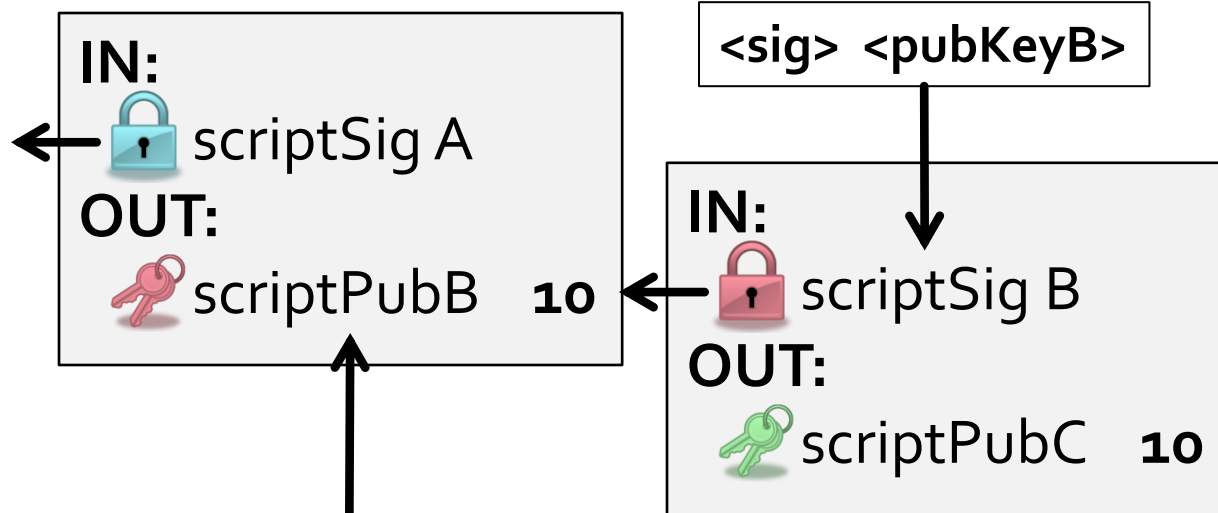 IN:
scriptSig A
OUT:
scriptPubB 10
<sig> <pubKeyB>
IN:
scriptSig B
OUT:
scriptPubC 10